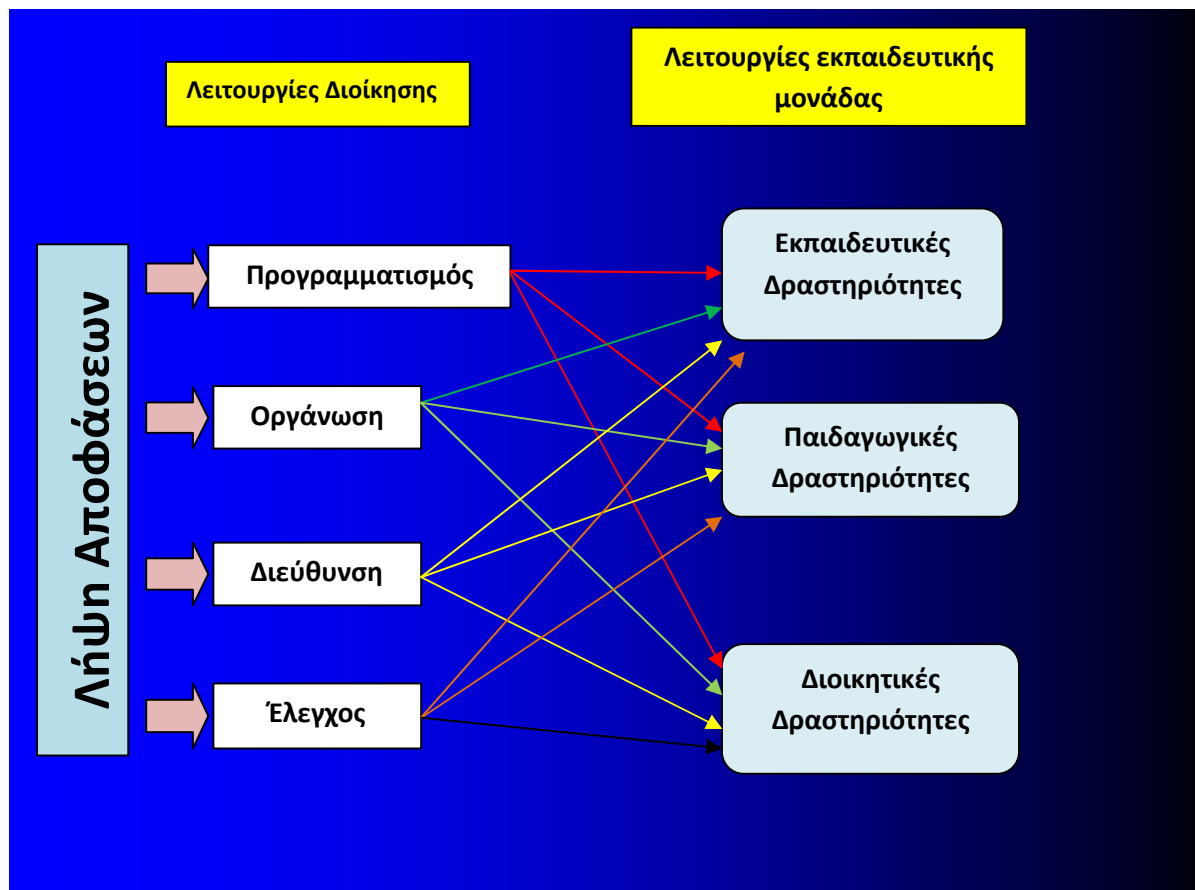 Λειτουργίες Διοίκησης
Λειτουργίες εκπαιδευτικής
μονάδας
Λήψη Αποφάσεων
Προγραμματισμός
Οργάνωση
Διεύθυνση
Έλεγχος
Εκπαιδευτικές
Δραστηριότητες
Παιδαγωγικές
Δραστηριότητες
Διοικητικές
Δραστηριότητες